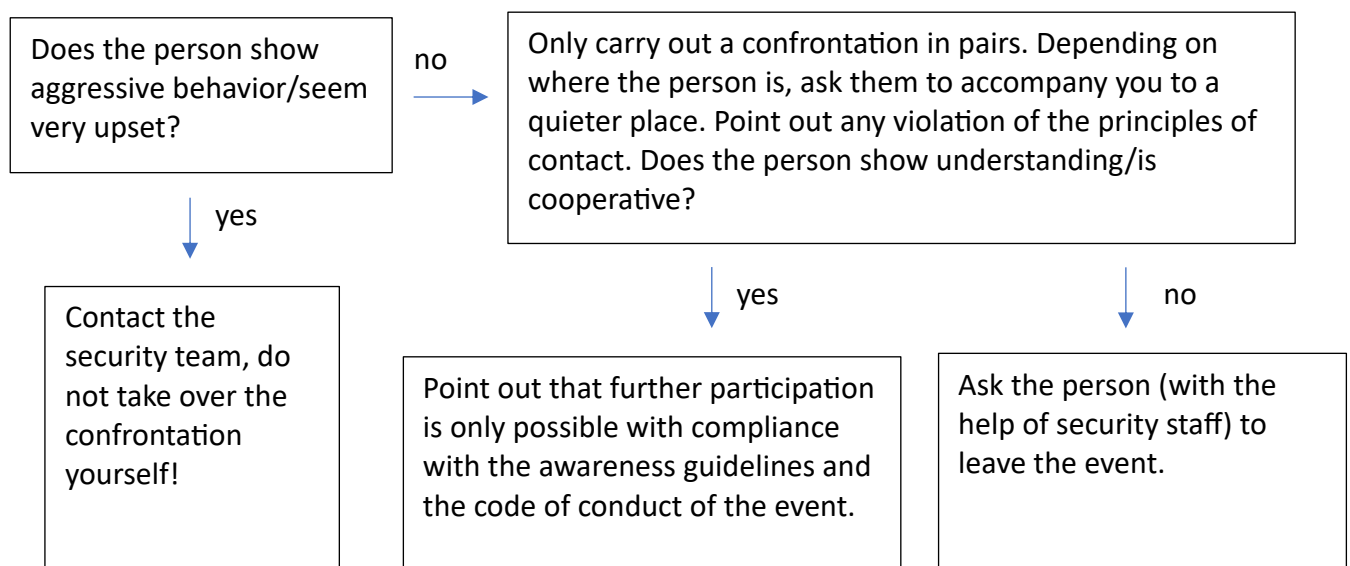 Does the person show
aggressive behavior/seem
very upset?
no
Only carry out a confrontation in pairs. Depending on
where the person is, ask them to accompany you to a
quieter place. Point out any violation of the principles of
contact. Does the person show understanding/is
cooperative?
yes
Contact the
security team, do
not take over the
confrontation
yourself!
yes
Point out that further participation
is only possible with compliance
with the awareness guidelines and
the code of conduct of the event.
no
Ask the person (with the
help of security staff) to
leave the event.